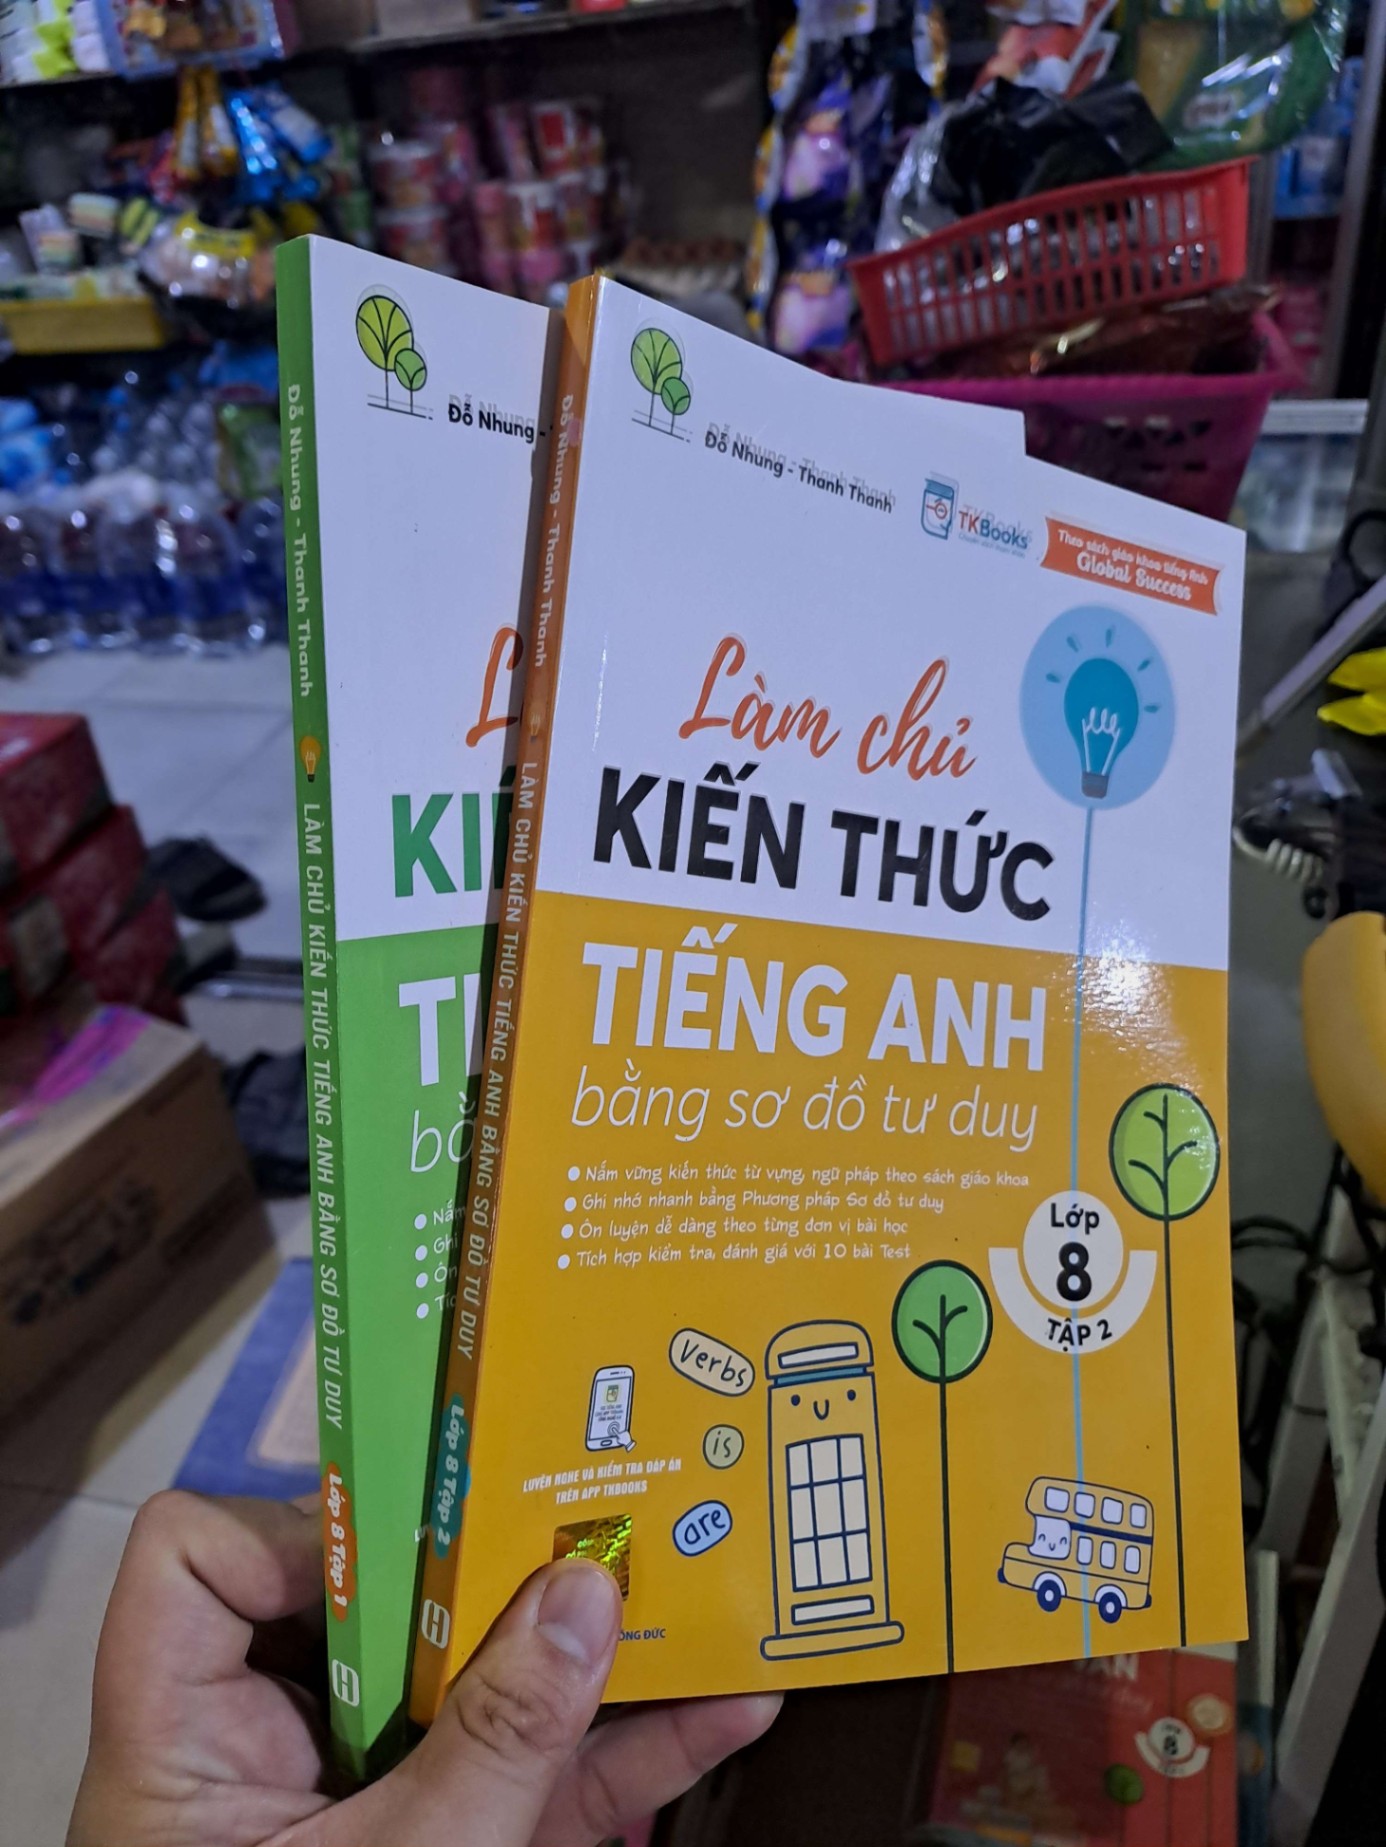 Đỗ Nhung - Thanh Thanh
LÀM CHỦ KIẾN THỨC TIẾNG ANH BẰNG SƠ ĐỒ TƯ DUY
Lớp 8 Tập 1
H
Đỗ Nhung -
KI
T
Đỗ Nhung - Thanh Thanh
LÀM CHỦ KIẾN THỨC TIẾNG ANH BẰNG SƠ ĐỒ TƯ DUY
Lớp 8 Tập 2
H
Đỗ Nhung - Thanh Thanh
TKBooks
Theo sách giáo khoa tiếng Anh
Global Success
Làm chủ
KIẾN THỨC
TIẾNG ANH
bằng sơ đồ tư duy
Nắm vững kiến thức từ vựng, ngữ pháp theo sách giáo khoa
Ghi nhớ nhanh bằng Phương pháp Sơ đồ tư duy
Ôn luyện dễ dàng theo từng đơn vị bài học
Tích hợp kiểm tra, đánh giá với 10 bài Test
Lớp
8
TẬP 2
Verbs
is
are
LUYỆN NGHE VÀ KIỂM TRA ĐÁP ÁN
TRÊN APP TKBOOKS
ỒNG ĐỨC
8